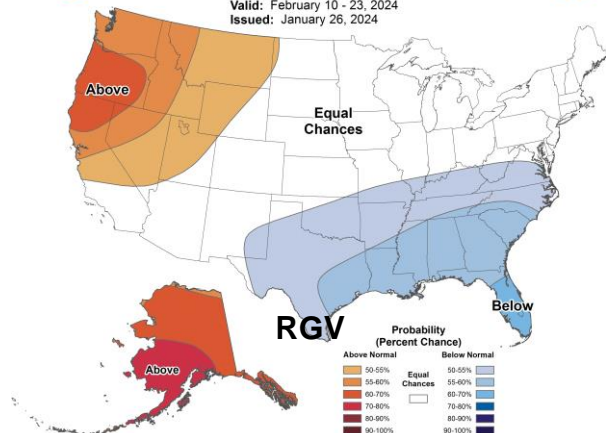 Valid: February 10 - 23, 2024
Issued: January 26, 2024
Above
Equal
Chances
Below
RGV
Above
Probability
(Percent Chance)
Above Normal
Below Normal
Equal
Chances
50-55%
55-60%
60-70%
70-80%
80-90%
90-100%
50-55%
55-60%
60-70%
70-80%
80-90%
90-100%